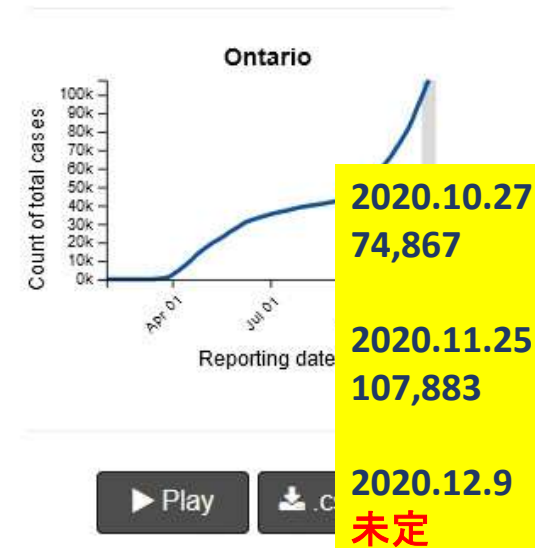 Ontario
Count of total cases
100k
90k
80k
70k
60k
50k
40k
30k
20k
10k
0k
Apr 01
Jul 01
Reporting date
2020.10.27
74,867
2020.11.25
107,883
2020.12.9
未定
Play
.c